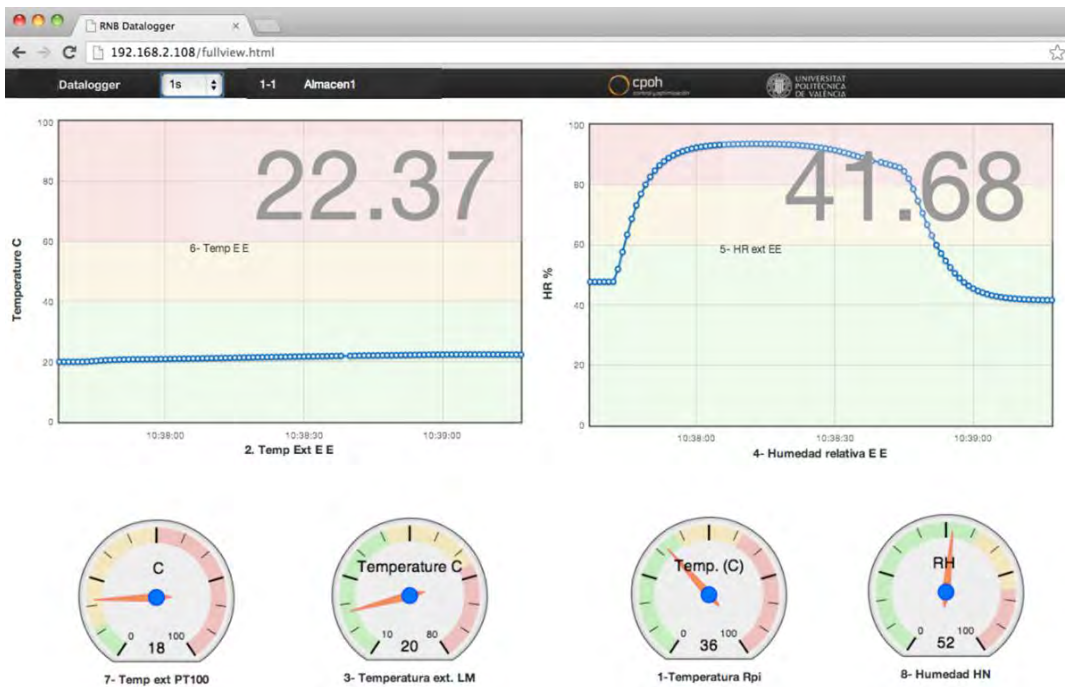 RNB Datalogger
192.168.2.108/fullview.html
Datalogger 1s 1-1 Almacen1 cpoh UNIVERSITAT
POLITÈCNICA
DE VALÈNCIA
Temperature C
100
80
60
40
20
0
22.37
6- Temp E E
10:38:00 10:38:30 10:39:00
2. Temp Ext E E
HR %
100
80
60
40
20
0
41.68
5- HR ext EE
10:38:00 10:38:30 10:39:00
4- Humedad relativa E E
C
0 100
18
7- Temp ext PT100
Temperature C
10 80
20
3- Temperatura ext. LM
Temp. (C)
0 100
36
1-Temperatura Rpi
RH
0 100
52
8- Humedad HN